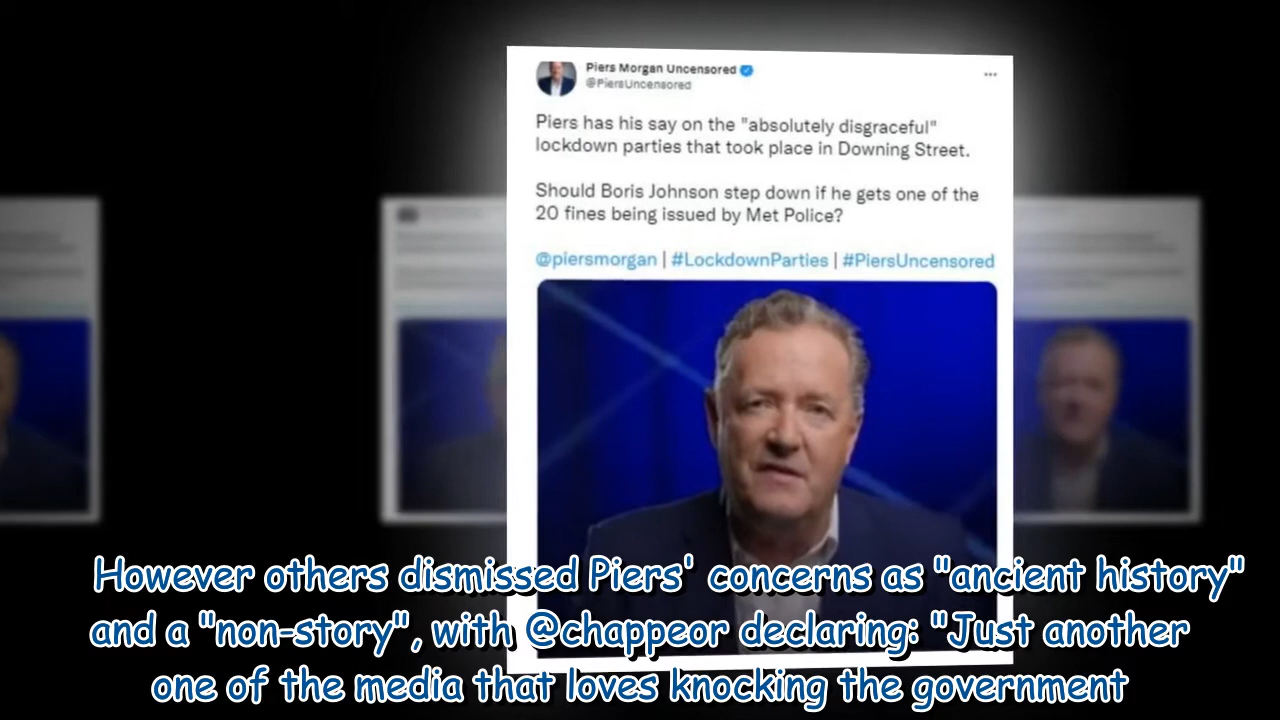 Piers Morgan Uncensored
@PiersUncensored
Piers has his say on the "absolutely disgraceful"
lockdown parties that took place in Downing Street.
Should Boris Johnson step down if he gets one of the
20 fines being issued by Met Police?
@piersmorgan | #LockdownParties | #PiersUncensored
However others dismissed Piers' concerns as "ancient history"
and a "non-story", with @chappeor declaring: "Just another
one of the media that loves knocking the government